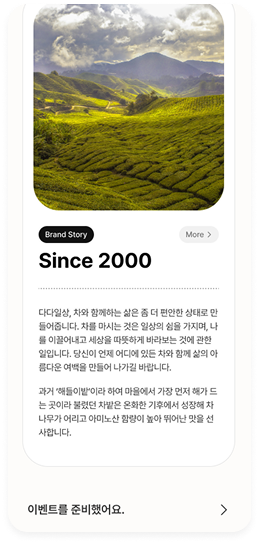 Brand Story
More >
Since 2000
다다일상, 차와 함께하는 삶은 좀 더 편안한 상태로 만
들어줍니다. 차를 마시는 것은 일상의 쉼을 가지며, 나
를 이끌어내고 세상을 따뜻하게 바라보는 것에 관한
일입니다. 당신이 언제 어디에 있든 차와 함께 삶의 아
름다운 여백을 만들어 나가길 바랍니다.
과거 '해들이밭'이라 하여 마을에서 가장 먼저 해가 드
는 곳이라 불렸던 차밭은 온화한 기후에서 성장해 차
나무가 어리고 아미노산 함량이 높아 뛰어난 맛을 선
사합니다.
이벤트를 준비했어요.